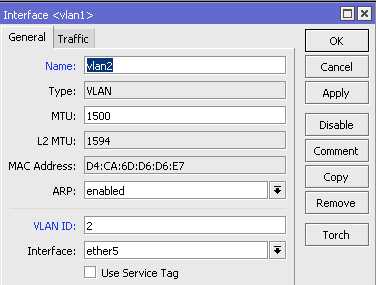 Interface <vlan1>
General Traffic
OK
Name: vlan2
Cancel
Type: VLAN
Apply
MTU: 1500
Disable
L2 MTU: 1594
Comment
MAC Address: D4:CA:6D:D6:D6:E7
Copy
ARP: enabled
Remove
VLAN ID: 2
Torch
Interface: ether5
Use Service Tag